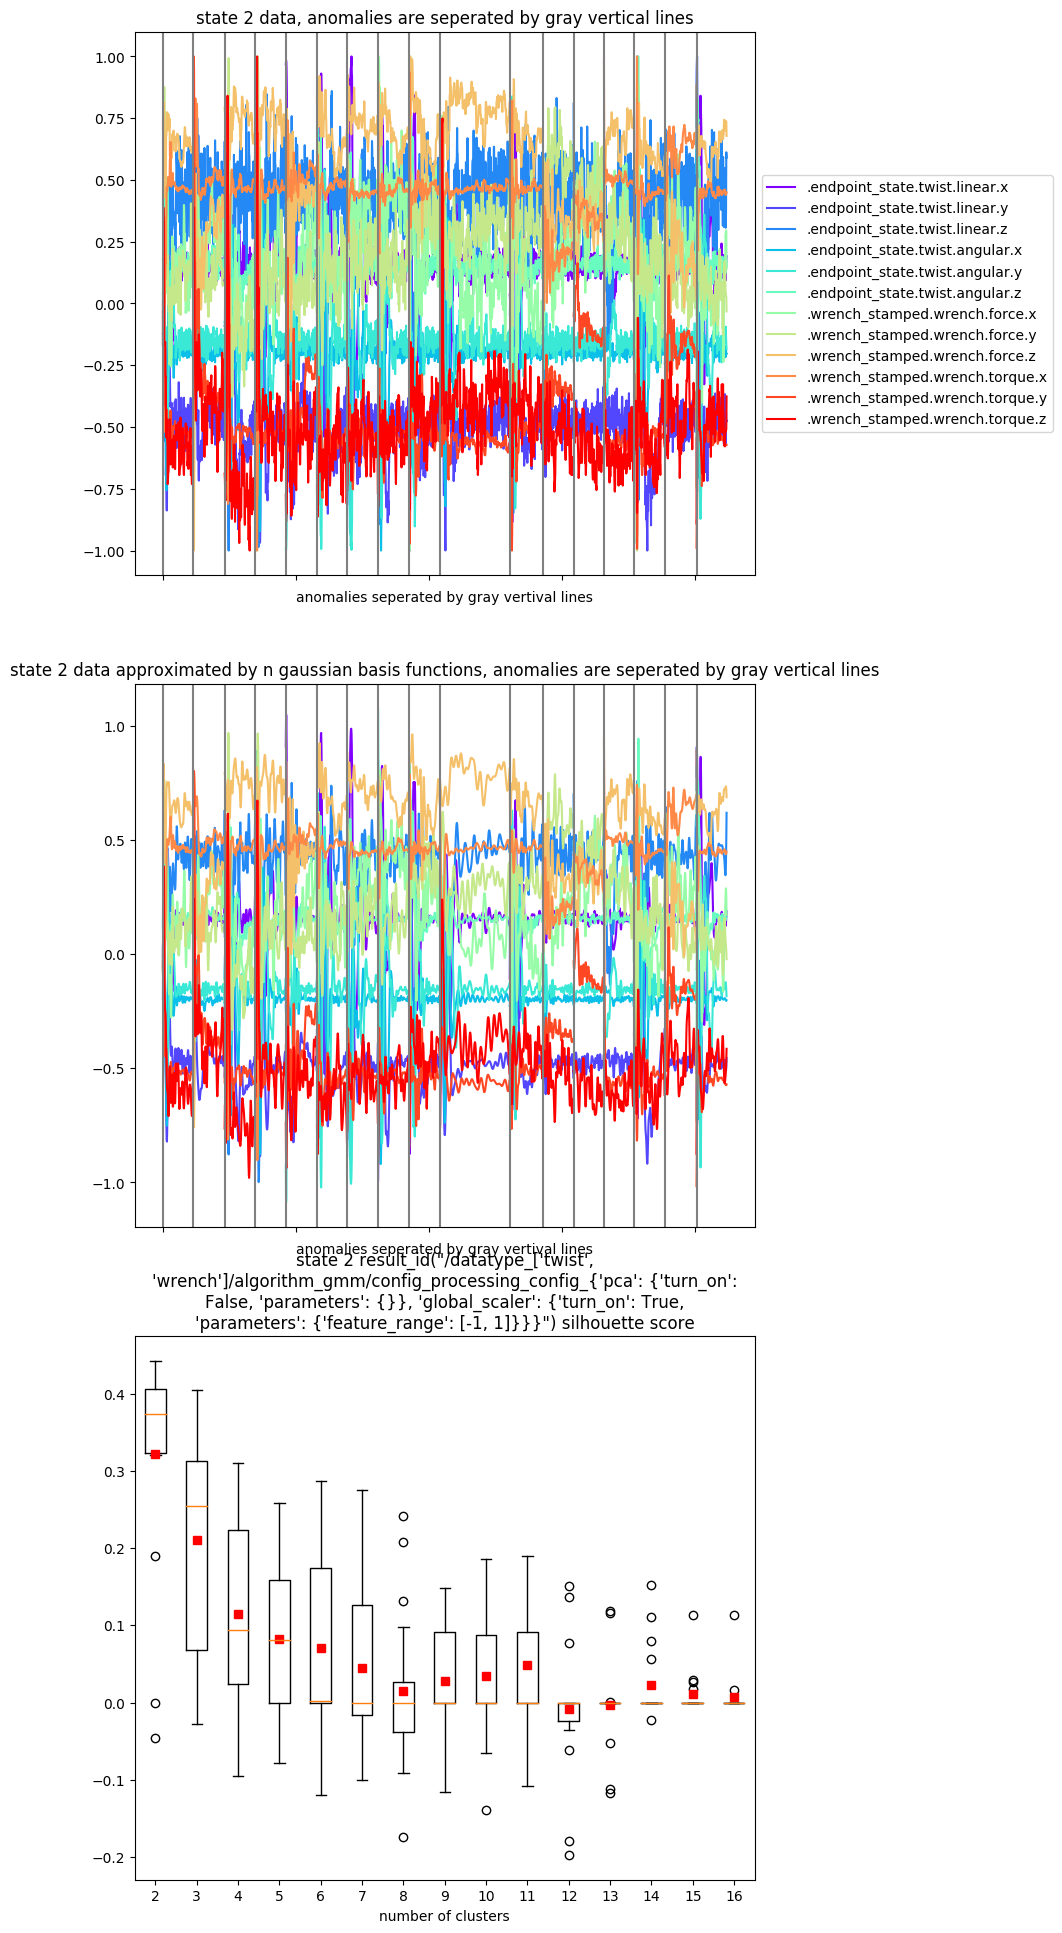 state 2 data, anomalies are seperated by gray vertical lines
1.00
0.75
0.50
0.25
0.00
−0.25
−0.50
−0.75
−1.00
anomalies seperated by gray vertival lines
.endpoint_state.twist.linear.x
.endpoint_state.twist.linear.y
.endpoint_state.twist.linear.z
.endpoint_state.twist.angular.x
.endpoint_state.twist.angular.y
.endpoint_state.twist.angular.z
.wrench_stamped.wrench.force.x
.wrench_stamped.wrench.force.y
.wrench_stamped.wrench.force.z
.wrench_stamped.wrench.torque.x
.wrench_stamped.wrench.torque.y
.wrench_stamped.wrench.torque.z
state 2 data approximated by n gaussian basis functions, anomalies are seperated by gray vertical lines
1.0
0.5
0.0
−0.5
−1.0
anomalies seperated by gray vertival lines
state 2 result_id("/datatype_['twist',
'wrench']/algorithm_gmm/config_processing_config_{'pca': {'turn_on':
False, 'parameters': {}}, 'global_scaler': {'turn_on': True,
'parameters': {'feature_range': [-1, 1]}}}") silhouette score
0.4
0.3
0.2
0.1
0.0
−0.1
−0.2
2 3 4 5 6 7 8 9 10 11 12 13 14 15 16
number of clusters